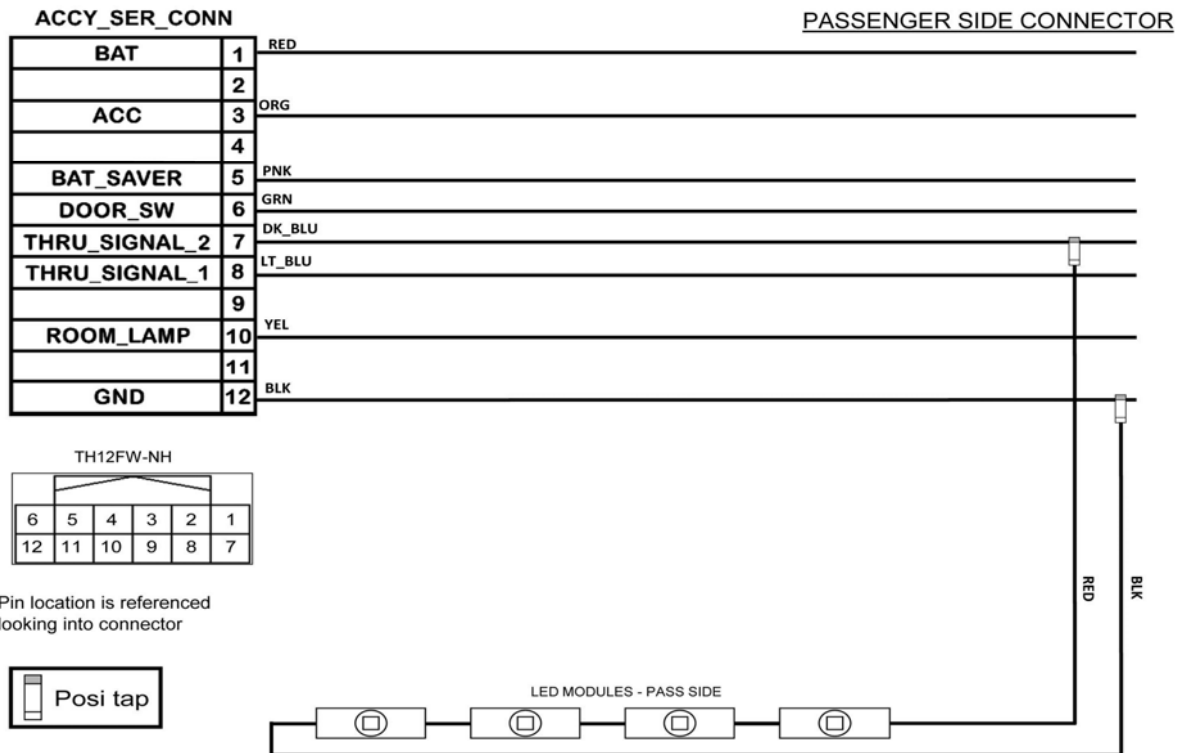 ACCY_SER_CONN
PASSENGER SIDE CONNECTOR
BAT 1 RED
2
ACC 3 ORG
4
BAT_SAVER 5 PNK
DOOR_SW 6 GRN
THRU_SIGNAL_2 7 DK_BLU
THRU_SIGNAL_1 8 LT_BLU
9
ROOM_LAMP 10 YEL
11
GND 12 BLK
TH12FW-NH
6 5 4 3 2 1
12 11 10 9 8 7
Pin location is referenced
looking into connector
RED
BLK
Posi tap
LED MODULES - PASS SIDE